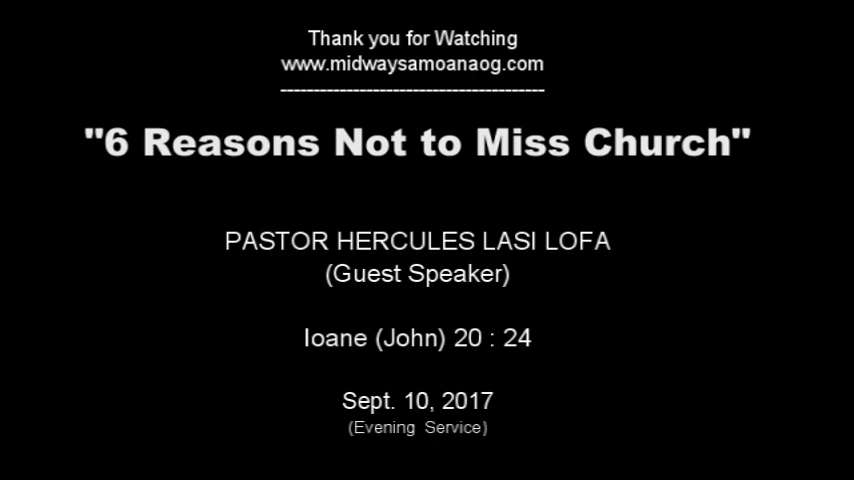 Thank you for Watching
www.midwaysamoanaog.com
----------------------------------------
"6 Reasons Not to Miss Church"
PASTOR HERCULES LASI LOFA
(Guest Speaker)
Ioane (John) 20 : 24
Sept. 10, 2017
(Evening Service)